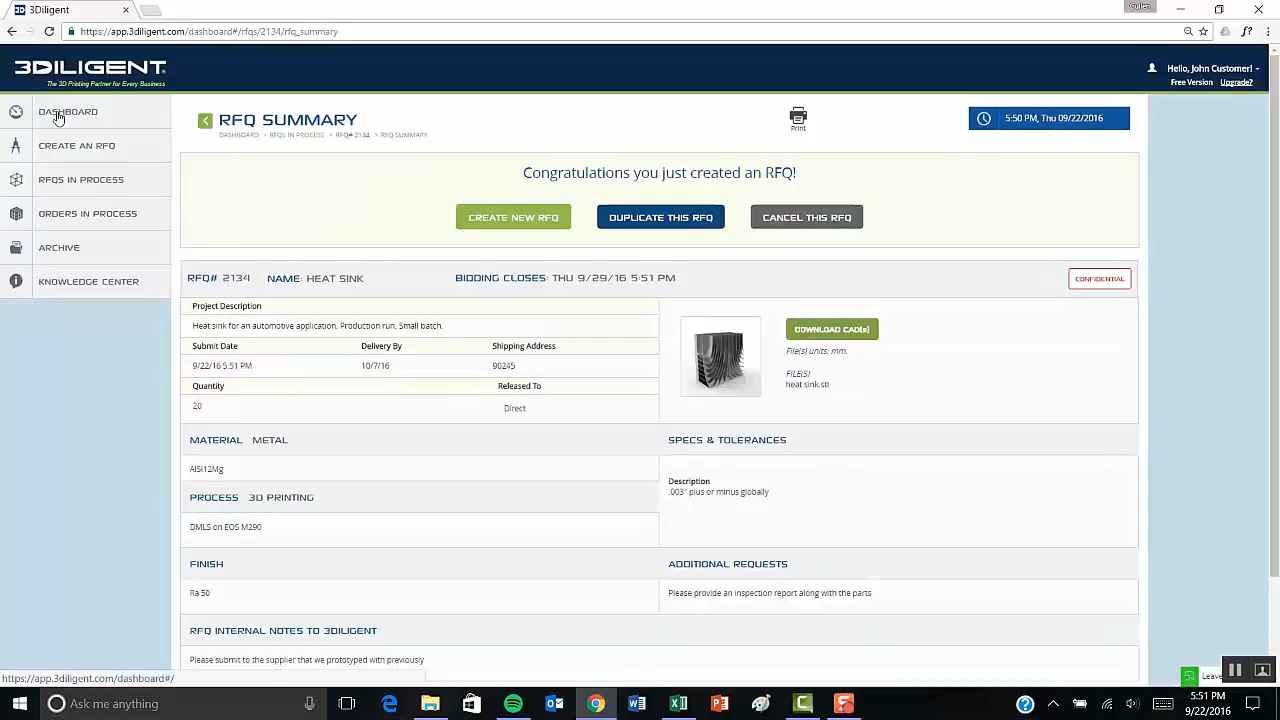 3Diligent
Gullen
https://app.3diligent.com/dashboard#/rfqs/2134/rfq_summary
3DILIGENT
The 3D Printing Partner for Every Business
Hello, John Customer!
Free Version Upgrade?
DASHBOARD
CREATE AN RFQ
RFQS IN PROCESS
ORDERS IN PROCESS
ARCHIVE
KNOWLEDGE CENTER
RFQ SUMMARY
DASHBOARD > RFQS IN PROCESS > RFQ# 2134 > RFQ SUMMARY
Print
5:50 PM, Thu 09/22/2016
Congratulations you just created an RFQ!
CREATE NEW RFQ
DUPLICATE THIS RFQ
CANCEL THIS RFQ
RFQ# 2134 NAME: HEAT SINK BIDDING CLOSES: THU 9/29/16 5:51 PM
CONFIDENTIAL
Project Description
Heat sink for an automotive application. Production run. Small batch.
Submit Date Delivery By Shipping Address
9/22/16 5:51 PM 10/7/16 90245
Quantity Released To
20 Direct
DOWNLOAD CAD(s)
File(s) units: mm.
FILE(S)
heat sink.stl
MATERIAL METAL
AlSi12Mg
PROCESS 3D PRINTING
DMLS on EOS M290
SPECS & TOLERANCES
Description
.003" plus or minus globally
FINISH
Ra 50
ADDITIONAL REQUESTS
Please provide an inspection report along with the parts
RFQ INTERNAL NOTES TO 3DILIGENT
Please submit to the supplier that we prototyped with previously
https://app.3diligent.com/dashboard#/
Leave
Ask me anything
5:51 PM
9/22/2016